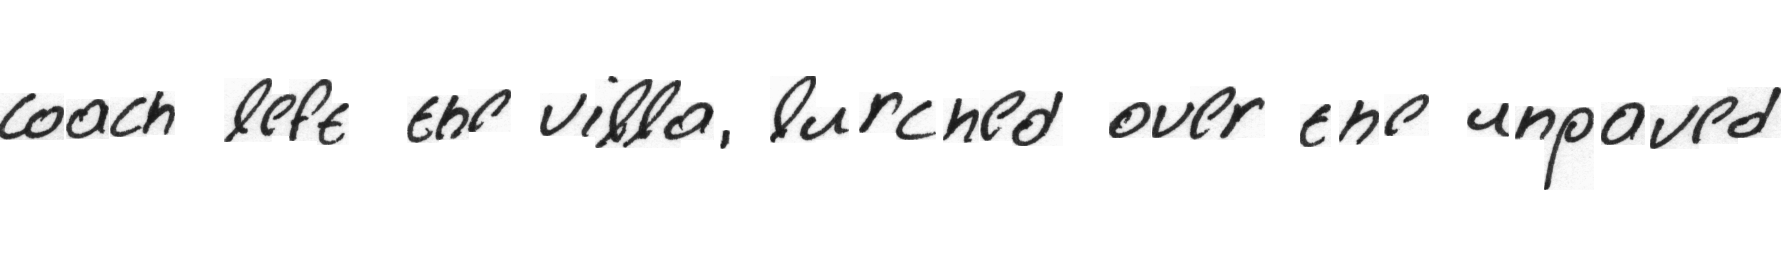 coach left the villa, lurched over the unpaved